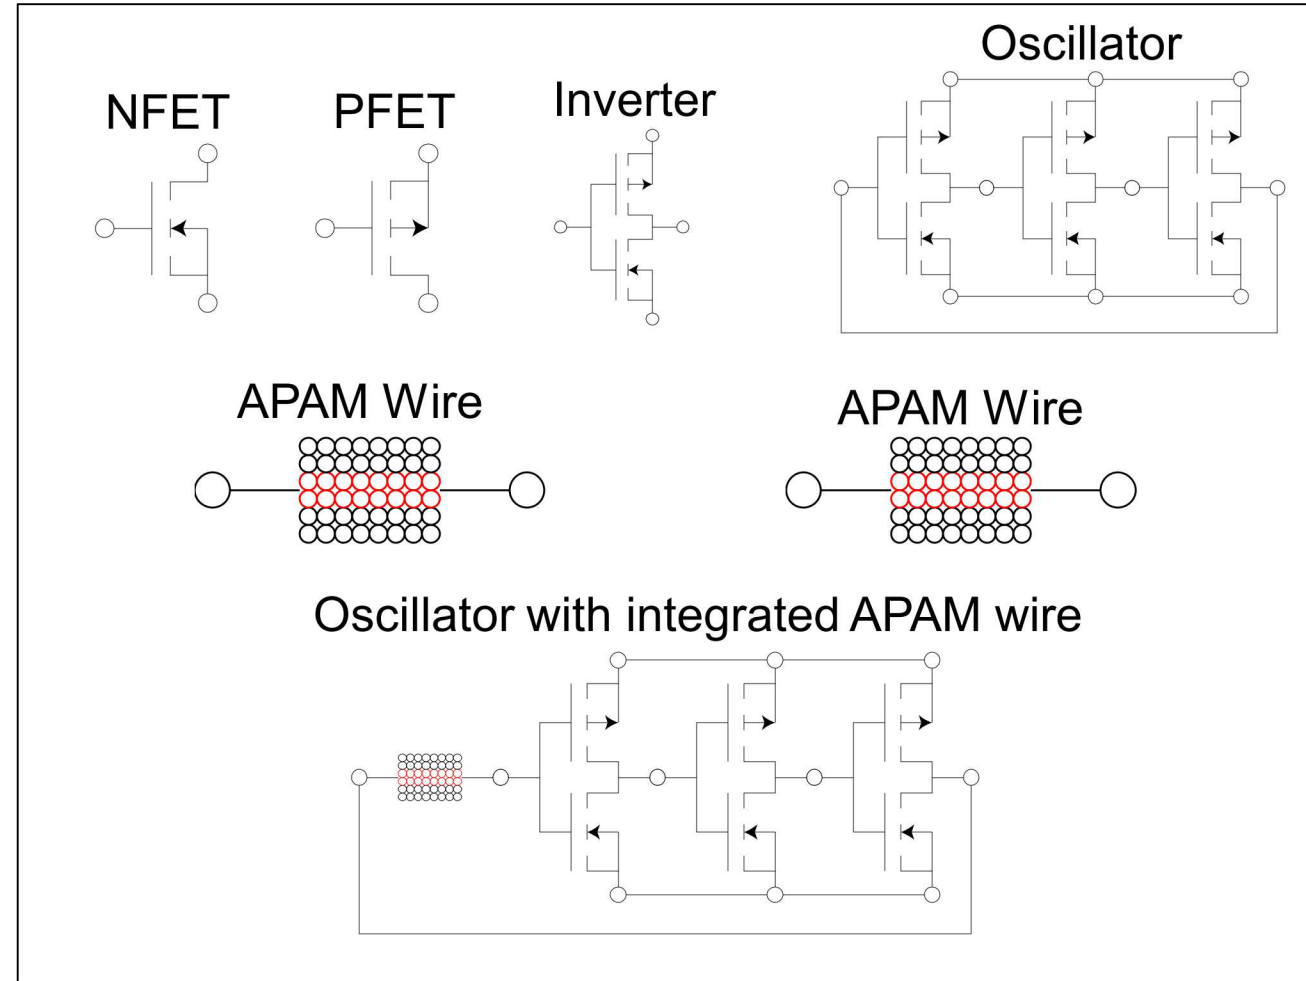 Oscillator
NFET
PFET
Inverter
APAM Wire
APAM Wire
Oscillator with integrated APAM wire